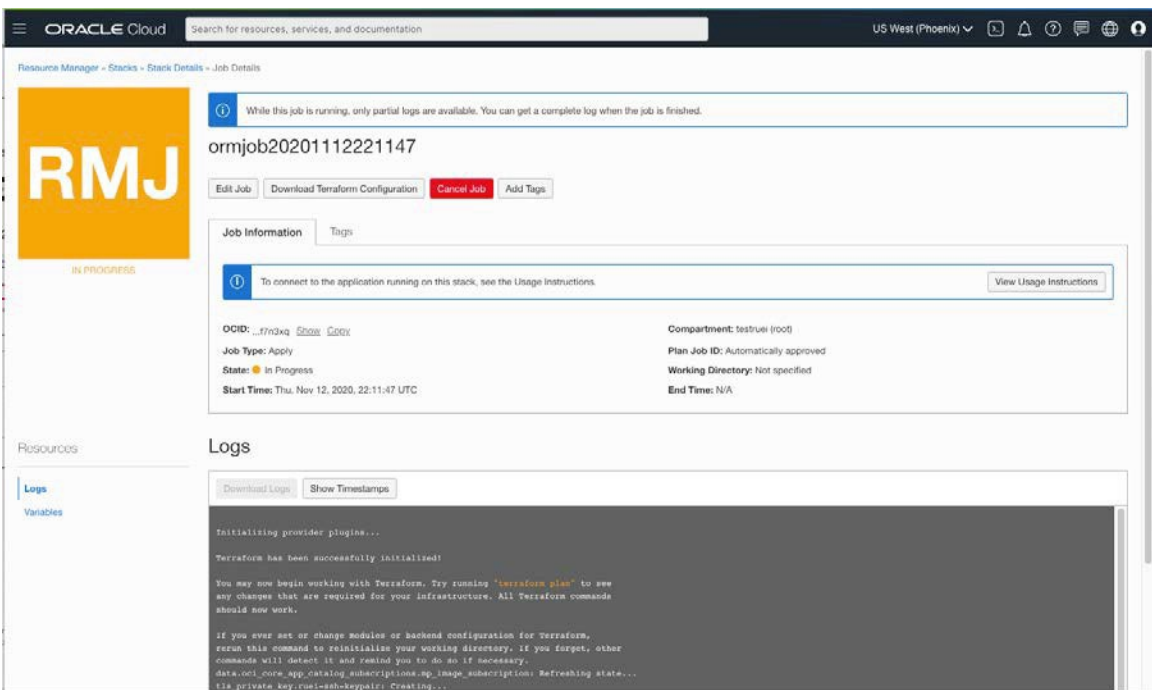 ORACLE Cloud
Search for resources, services, and documentation
US West (Phoenix)
Resource Manager » Stacks » Stack Details » Job Details
RMJ
IN PROGRESS
While this job is running, only partial logs are available. You can get a complete log when the job is finished.
ormjob20201112221147
Edit Job Download Terraform Configuration Cancel Job Add Tags
Job Information Tags
To connect to the application running on this stack, see the Usage Instructions. View Usage Instructions
OCID: ...f7n3xq Show Copy
Compartment: testruei (root)
Job Type: Apply
Plan Job ID: Automatically approved
State: In Progress
Working Directory: Not specified
Start Time: Thu, Nov 12, 2020, 22:11:47 UTC
End Time: N/A
Resources
Logs
Variables
Logs
Download Logs Show Timestamps
Initializing provider plugins...
Terraform has been successfully initialized!
You may now begin working with Terraform. Try running "terraform plan" to see
any changes that are required for your infrastructure. All Terraform commands
should now work.
If you ever set or change modules or backend configuration for Terraform,
rerun this command to reinitialize your working directory. If you forget, other
commands will detect it and remind you to do so if necessary.
data.oci_core_app_catalog_subscriptions.mp_image_subscription: Refreshing state...
tls_private_key.ruei-ssh-keypair: Creating...